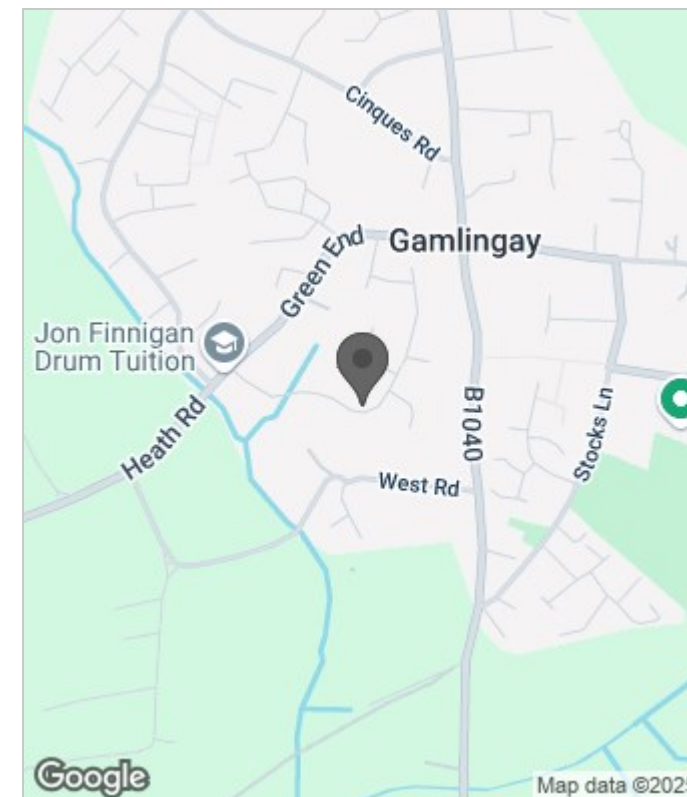 Cinques Rd
Gamlingay
Green End
Jon Finnigan
Drum Tuition
Heath Rd
B1040
Stocks Ln
West Rd
Google
Map data ©2025